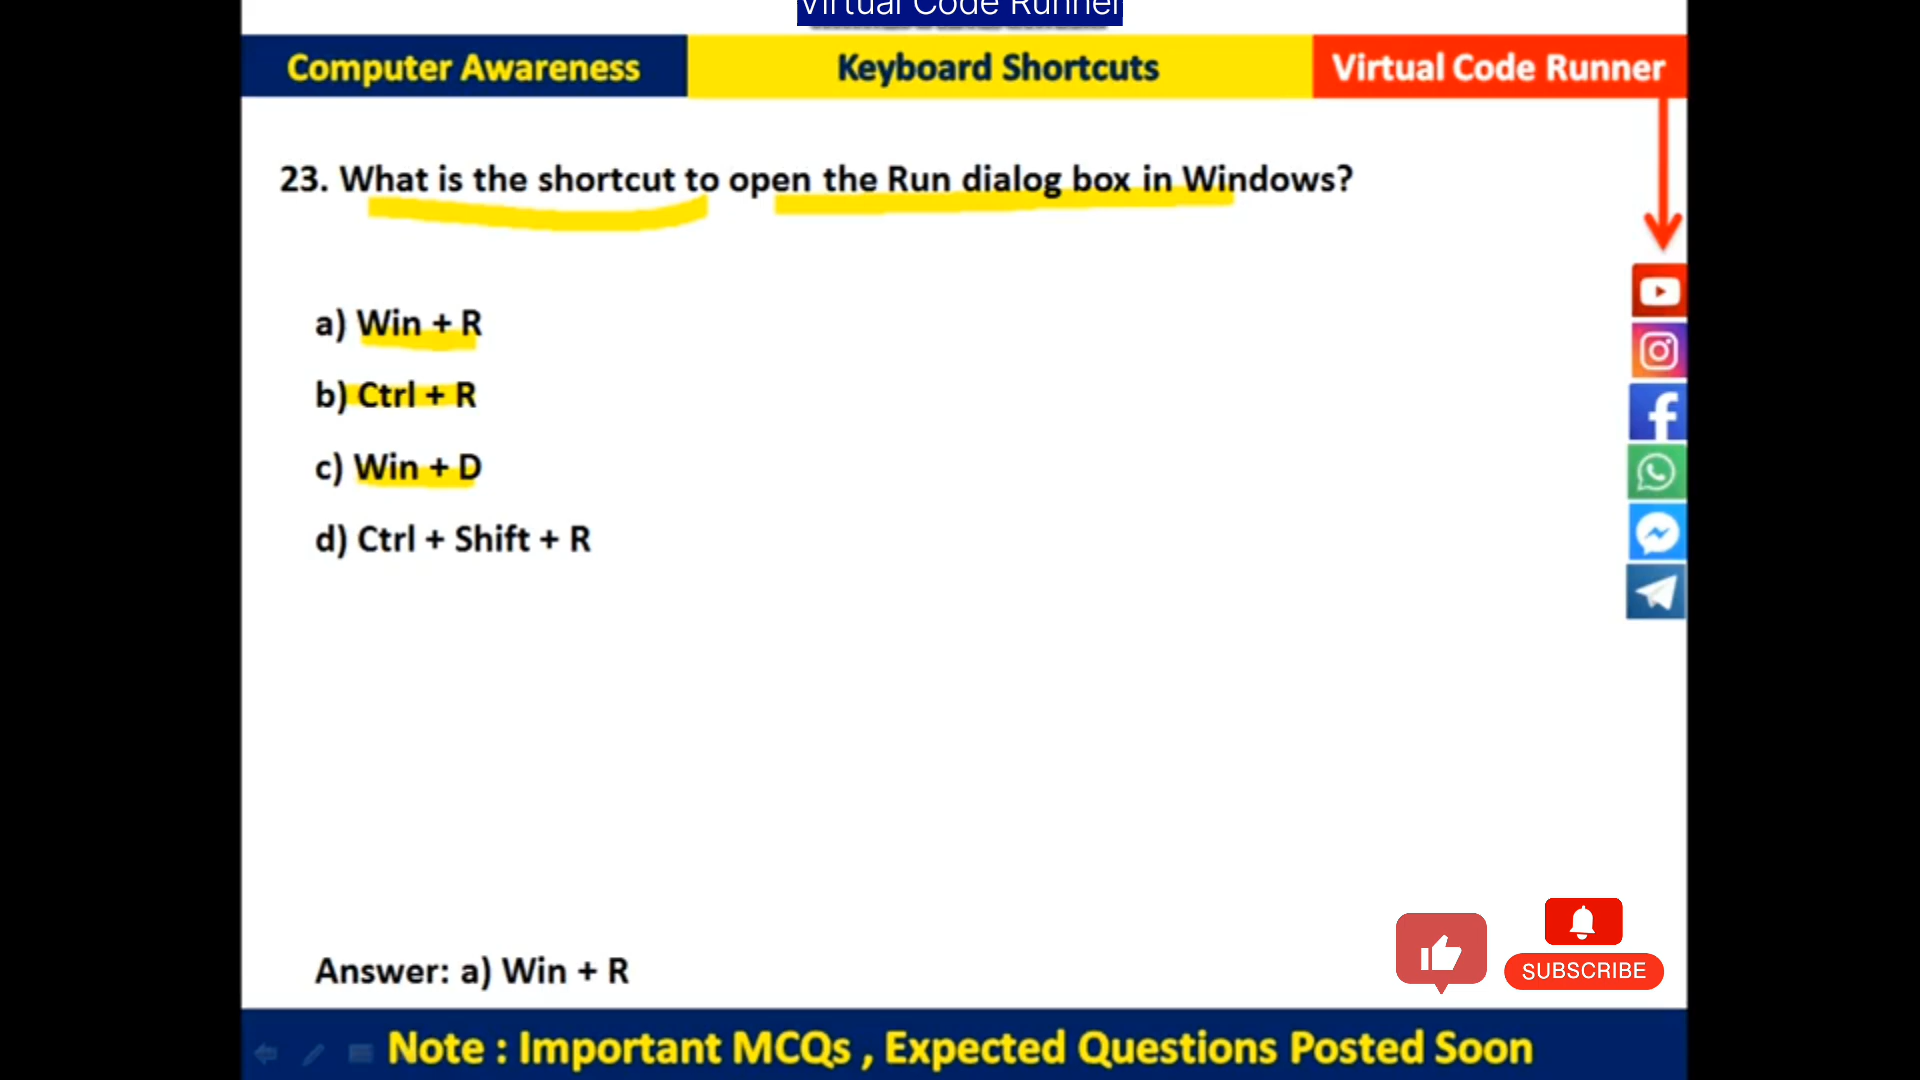 Virtual Code Runner
Computer Awareness Keyboard Shortcuts Virtual Code Runner
23. What is the shortcut to open the Run dialog box in Windows?
a) Win + R
b) Ctrl + R
c) Win + D
d) Ctrl + Shift + R
Answer: a) Win + R
SUBSCRIBE
Note : Important MCQs , Expected Questions Posted Soon